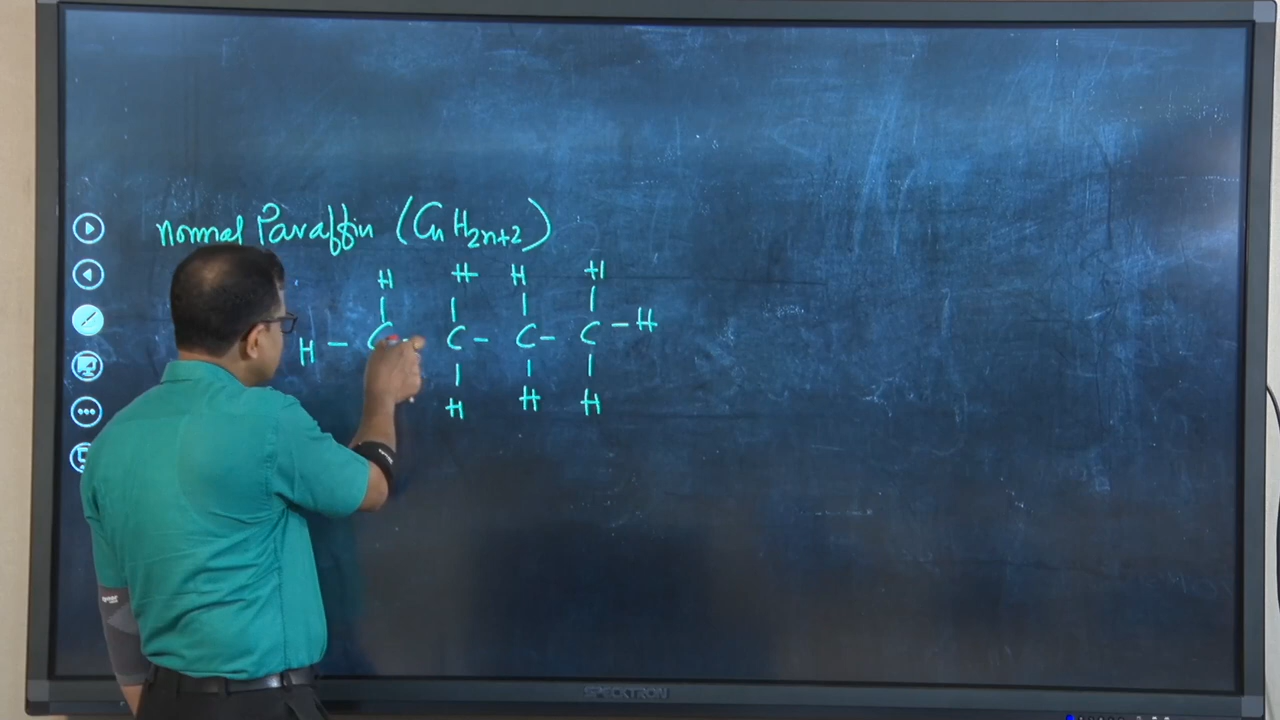 Normal Paraffin (CnH2n+2)
H H H H
H - C - C - C - C - H
H H H
SPECKTRON